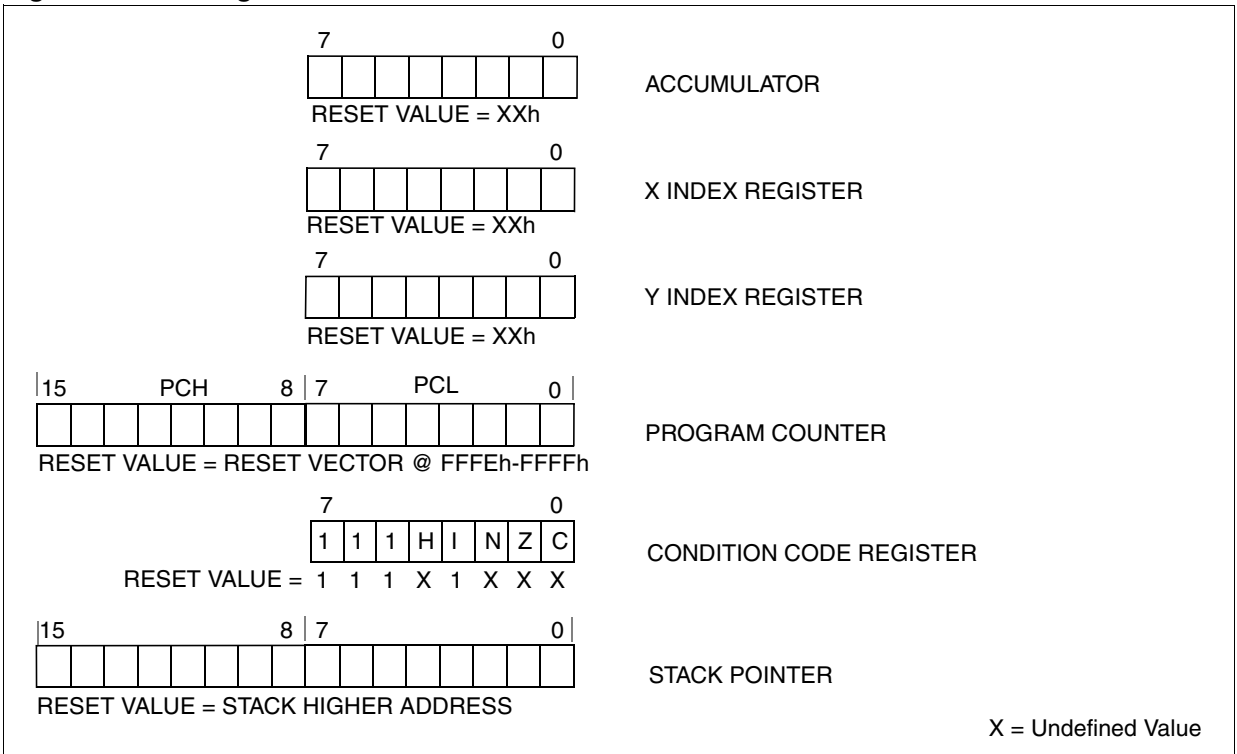 7 0
ACCUMULATOR
RESET VALUE = XXh
7 0
X INDEX REGISTER
RESET VALUE = XXh
7 0
Y INDEX REGISTER
RESET VALUE = XXh
15 PCH 8 7 PCL 0
PROGRAM COUNTER
RESET VALUE = RESET VECTOR @ FFFEh-FFFFh
7 0
1 1 1 H I N Z C
CONDITION CODE REGISTER
RESET VALUE = 1 1 1 X 1 X X X
15 8 7 0
STACK POINTER
RESET VALUE = STACK HIGHER ADDRESS
X = Undefined Value